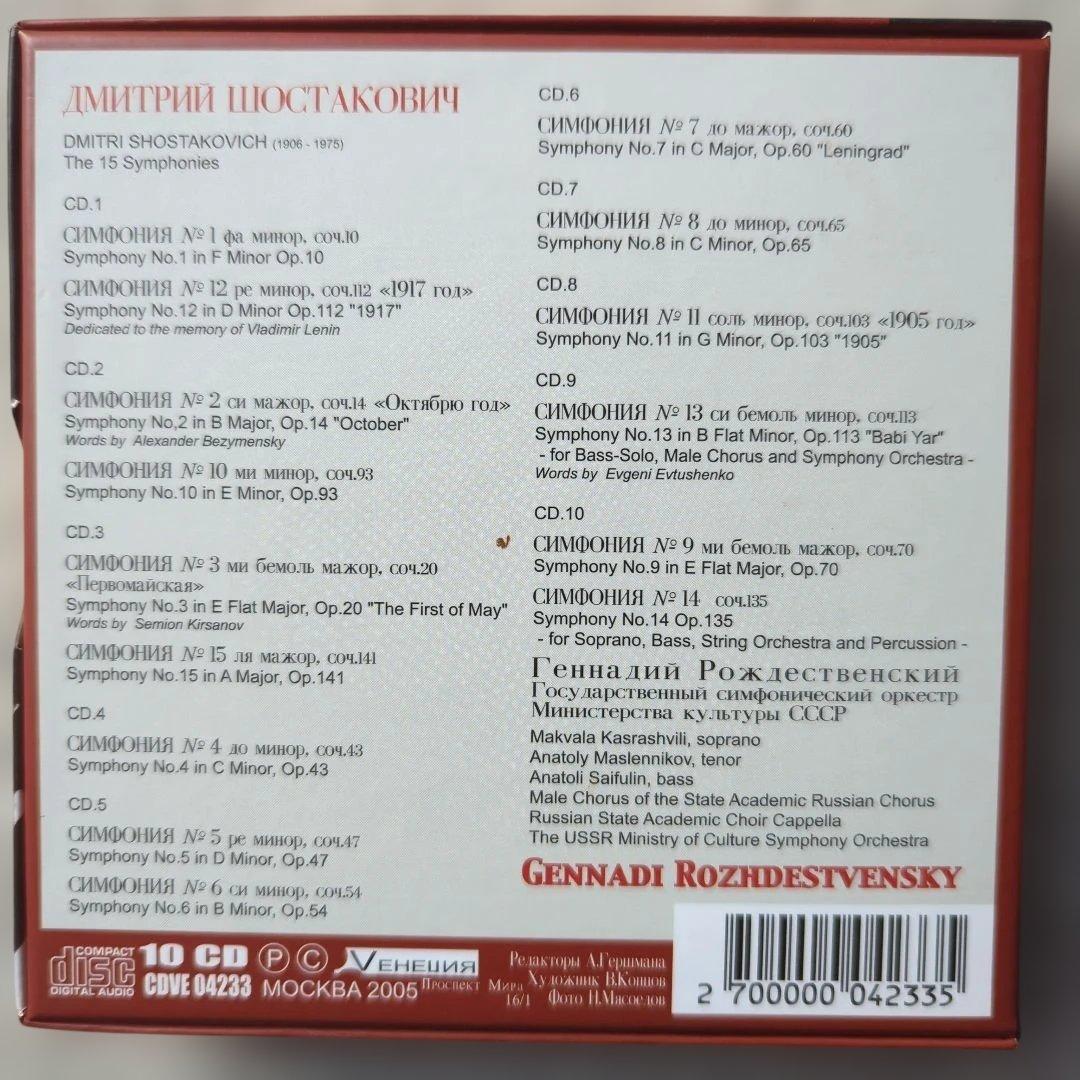 ДМИТРИЙ ШОСТАКОВИЧ
DMITRI SHOSTAKOVICH (1906 - 1975)
The 15 Symphonies
CD.1
СИМФОНИЯ № 1 фа минор, соч.10
Symphony No.1 in F Minor Op.10
СИМФОНИЯ № 12 ре минор, соч.112 «1917 год»
Symphony No.12 in D Minor Op.112 "1917"
Dedicated to the memory of Vladimir Lenin
CD.2
СИМФОНИЯ № 2 си мажор, соч.14 «Октябрю год»
Symphony No,2 in B Major, Op.14 "October"
Words by Alexander Bezymensky
СИМФОНИЯ № 10 ми минор, соч.93
Symphony No.10 in E Minor, Op.93
CD.3
СИМФОНИЯ № 3 ми бемоль мажор, соч.20
«Первомайская»
Symphony No.3 in E Flat Major, Op.20 "The First of May"
Words by Semion Kirsanov
СИМФОНИЯ № 15 ля мажор, соч.141
Symphony No.15 in A Major, Op.141
CD.4
СИМФОНИЯ № 4 до минор, соч.43
Symphony No.4 in C Minor, Op.43
CD.5
СИМФОНИЯ № 5 ре минор, соч.47
Symphony No.5 in D Minor, Op.47
СИМФОНИЯ № 6 си минор, соч.54
Symphony No.6 in B Minor, Op.54
CD.6
СИМФОНИЯ № 7 до мажор, соч.60
Symphony No.7 in C Major, Op.60 "Leningrad"
CD.7
СИМФОНИЯ № 8 до минор, соч.65
Symphony No.8 in C Minor, Op.65
CD.8
СИМФОНИЯ № 11 соль минор, соч.103 «1905 год»
Symphony No.11 in G Minor, Op.103 "1905"
CD.9
СИМФОНИЯ № 13 си бемоль минор, соч.113
Symphony No.13 in B Flat Minor, Op.113 "Babi Yar"
- for Bass-Solo, Male Chorus and Symphony Orchestra -
Words by Evgeni Evtushenko
CD.10
СИМФОНИЯ № 9 ми бемоль мажор, соч.70
Symphony No.9 in E Flat Major, Op.70
СИМФОНИЯ № 14 соч.135
Symphony No.14 Op.135
- for Soprano, Bass, String Orchestra and Percussion -
Геннадий Рождественский
Государственный симфонический оркестр
Министерства культуры СССР
Makvala Kasrashvili, soprano
Anatoly Maslennikov, tenor
Anatoli Saifulin, bass
Male Chorus of the State Academic Russian Chorus
Russian State Academic Choir Cappella
The USSR Ministry of Culture Symphony Orchestra
GENNADI ROZHDESTVENSKY
COMPACT
disc
DIGITAL AUDIO
10 CD
CDVE 04233
Ⓟ Ⓒ
МОСКВА 2005
VЕНЕЦИЯ
Проспект Мира
16/1
Редакторы А.Гершмана
Художник В.Копцов
Фото Н.Мясоедов
2 700000 042335